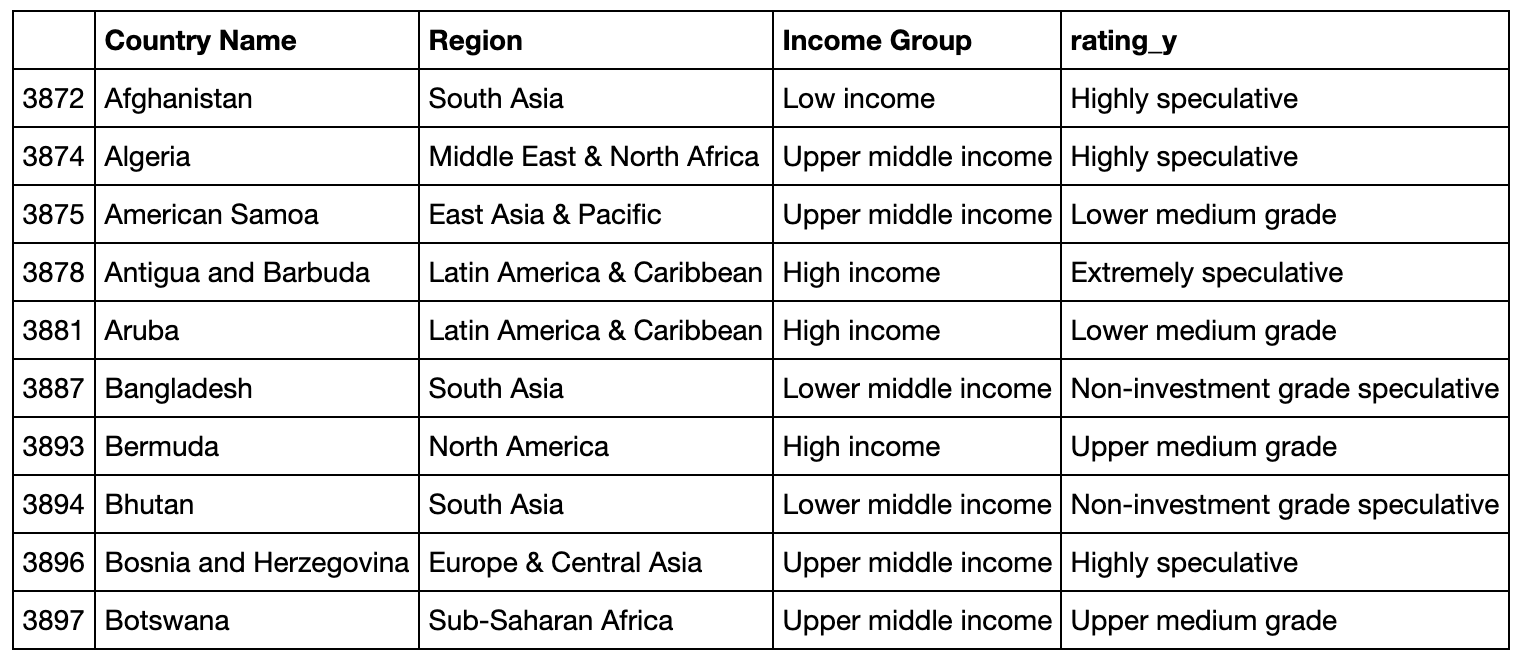 Country Name Region Income Group rating_y
3872 Afghanistan South Asia Low income Highly speculative
3874 Algeria Middle East & North Africa Upper middle income Highly speculative
3875 American Samoa East Asia & Pacific Upper middle income Lower medium grade
3878 Antigua and Barbuda Latin America & Caribbean High income Extremely speculative
3881 Aruba Latin America & Caribbean High income Lower medium grade
3887 Bangladesh South Asia Lower middle income Non-investment grade speculative
3893 Bermuda North America High income Upper medium grade
3894 Bhutan South Asia Lower middle income Non-investment grade speculative
3896 Bosnia and Herzegovina Europe & Central Asia Upper middle income Highly speculative
3897 Botswana Sub-Saharan Africa Upper middle income Upper medium grade